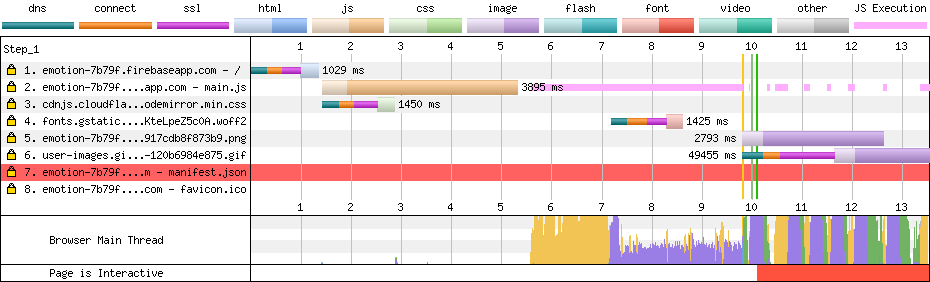 dns connect ssl html js css image flash font video other JS Execution
Step_1 1 2 3 4 5 6 7 8 9 10 11 12 13
1. emotion-7b79f.firebaseapp.com - / 1029 ms
2. emotion-7b79f....app.com - main.js 3895 ms
3. cdnjs.cloudfla...odemirror.min.css 1450 ms
4. fonts.gstatic....KteLpeZ5c0A.woff2 1425 ms
5. emotion-7b79f....917cdb8f873b9.png 2793 ms
6. user-images.gi...-120b6984e875.gif 49455 ms
7. emotion-7b79f....m - manifest.json
8. emotion-7b79f....com - favicon.ico
1 2 3 4 5 6 7 8 9 10 11 12 13
Browser Main Thread
Page is Interactive